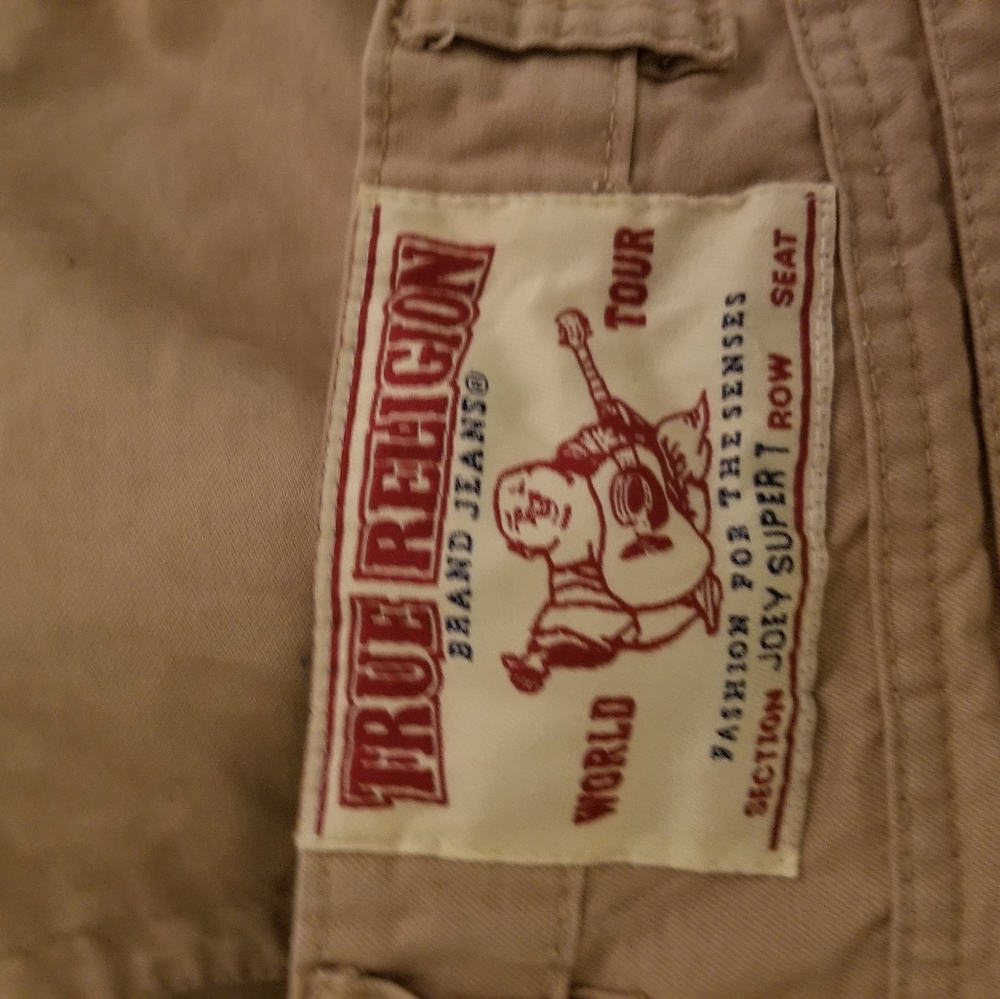 TRUE RELIGION
BRAND JEANS®
WORLD TOUR
FASHION FOR THE SENSES
SECTION JOEY SUPER T ROW SEAT